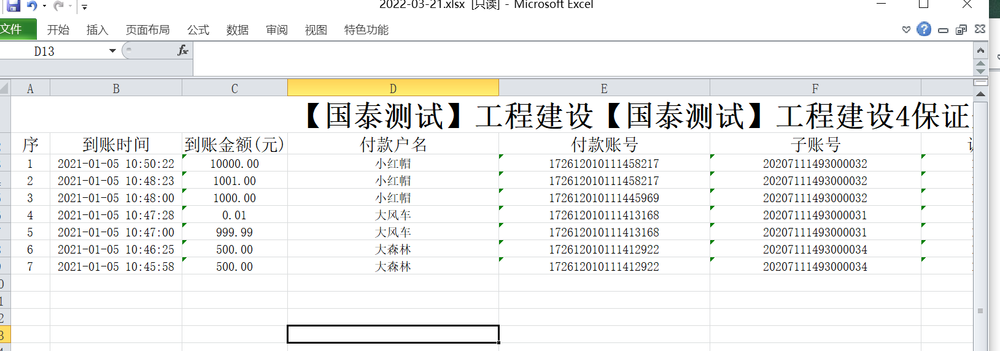 2022-03-21.xlsx [只读] - Microsoft Excel
文件 开始 插入 页面布局 公式 数据 审阅 视图 特色功能
D13 fx
A B C D E F
【国泰测试】工程建设【国泰测试】工程建设4保证
序 到账时间 到账金额(元) 付款户名 付款账号 子账号
1 2021-01-05 10:50:22 10000.00 小红帽 172612010111458217 20207111493000032
2 2021-01-05 10:48:23 1001.00 小红帽 172612010111458217 20207111493000032
3 2021-01-05 10:48:00 1000.00 小红帽 172612010111445969 20207111493000032
4 2021-01-05 10:47:28 0.01 大风车 172612010111413168 20207111493000031
5 2021-01-05 10:47:00 999.99 大风车 172612010111413168 20207111493000031
6 2021-01-05 10:46:25 500.00 大森林 172612010111412922 20207111493000034
7 2021-01-05 10:45:58 500.00 大森林 172612010111412922 20207111493000034